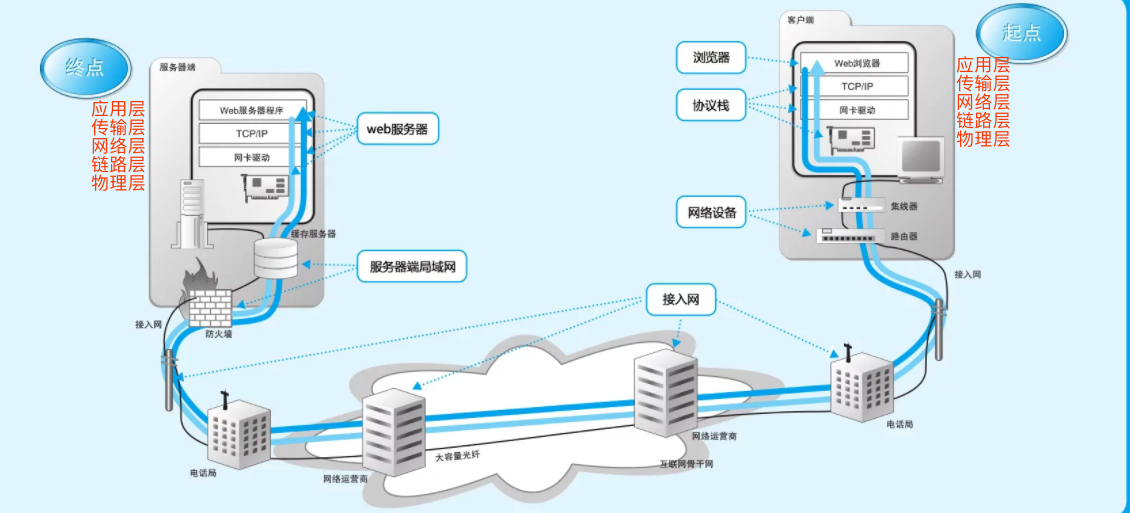 终点
服务器端
应用层
传输层
网络层
链路层
物理层
Web服务器程序
TCP/IP
网卡驱动
web服务器
缓存服务器
服务器端局域网
防火墙
接入网
电话局
网络运营商
大容量光纤
客户端
起点
浏览器
Web浏览器
应用层
传输层
网络层
链路层
物理层
协议栈
TCP/IP
网卡驱动
网络设备
集线器
路由器
接入网
接入网
网络运营商
互联网骨干网
电话局